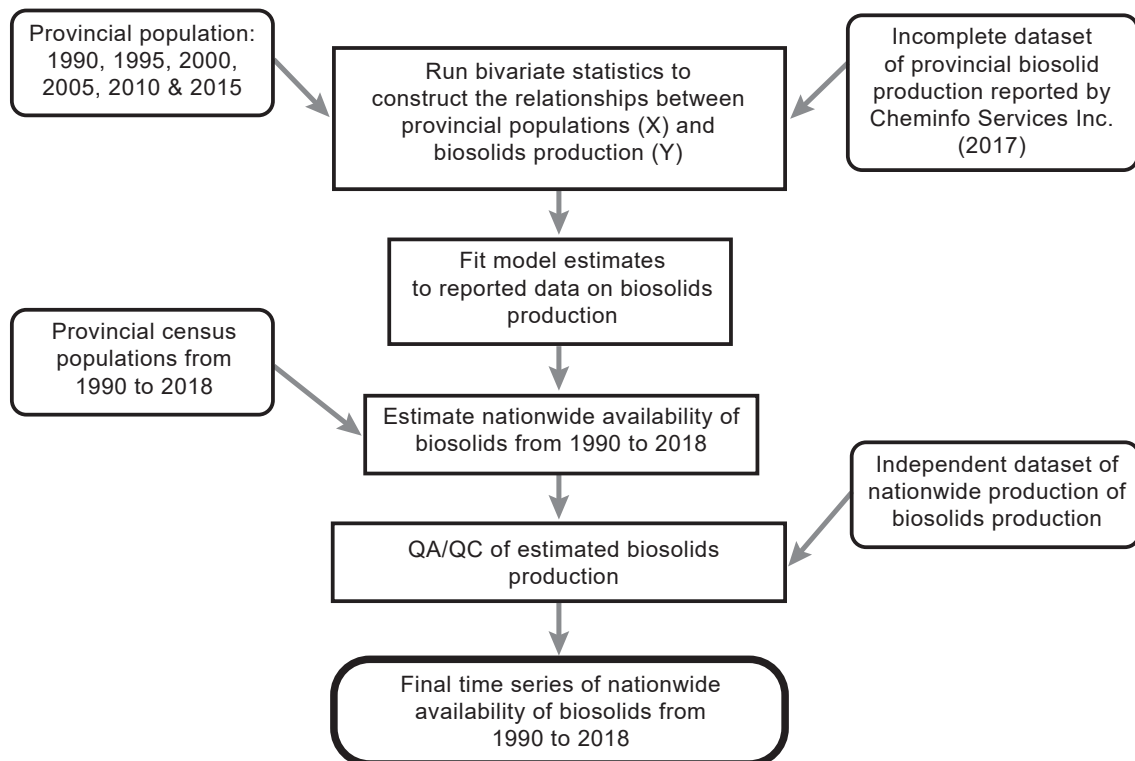 Provincial population:
1990, 1995, 2000,
2005, 2010 & 2015
Run bivariate statistics to
construct the relationships between
provincial populations (X) and
biosolids production (Y)
Incomplete dataset
of provincial biosolid
production reported by
Cheminfo Services Inc.
(2017)
Fit model estimates
to reported data on biosolids
production
Provincial census
populations from
1990 to 2018
Estimate nationwide availability of
biosolids from 1990 to 2018
Independent dataset of
nationwide production of
biosolids production
QA/QC of estimated biosolids
production
Final time series of nationwide
availability of biosolids from
1990 to 2018